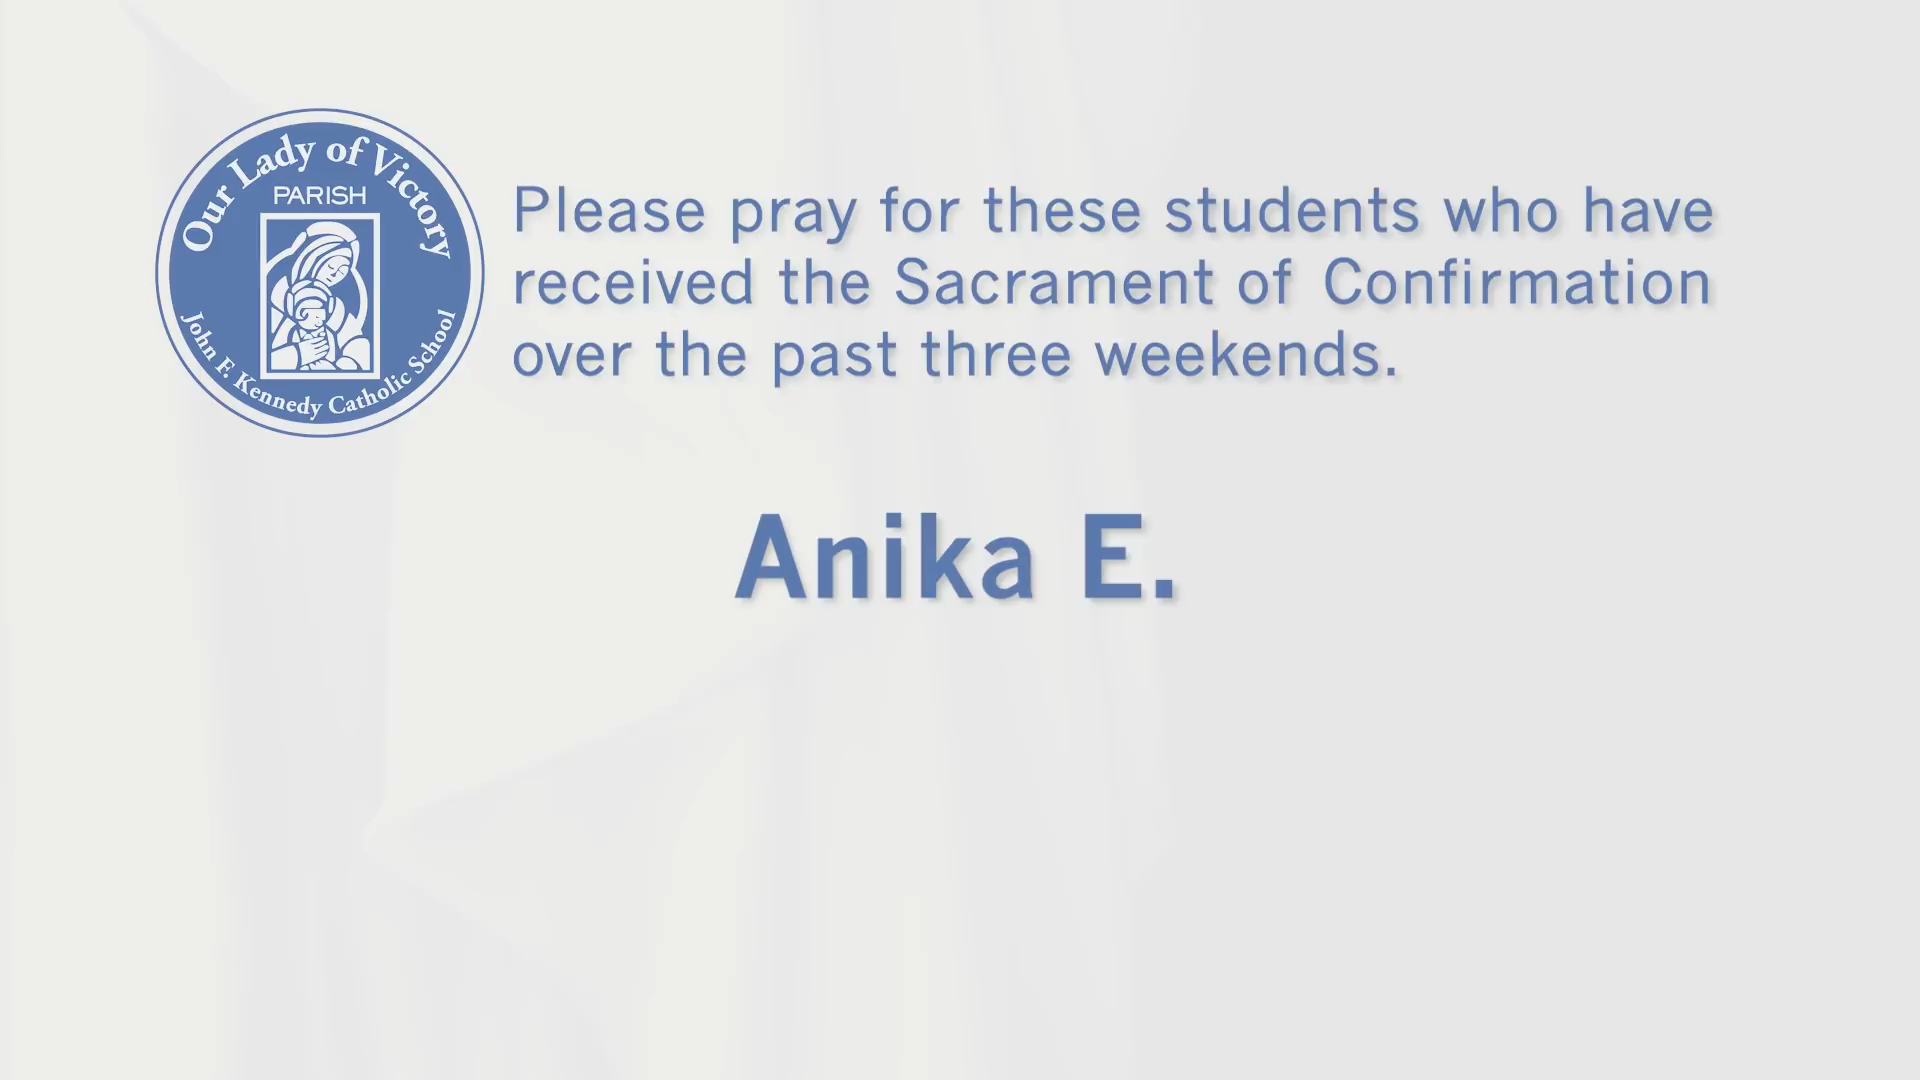 Our Lady of Victory
PARISH
John F. Kennedy Catholic School
Please pray for these students who have
received the Sacrament of Confirmation
over the past three weekends.
Anika E.